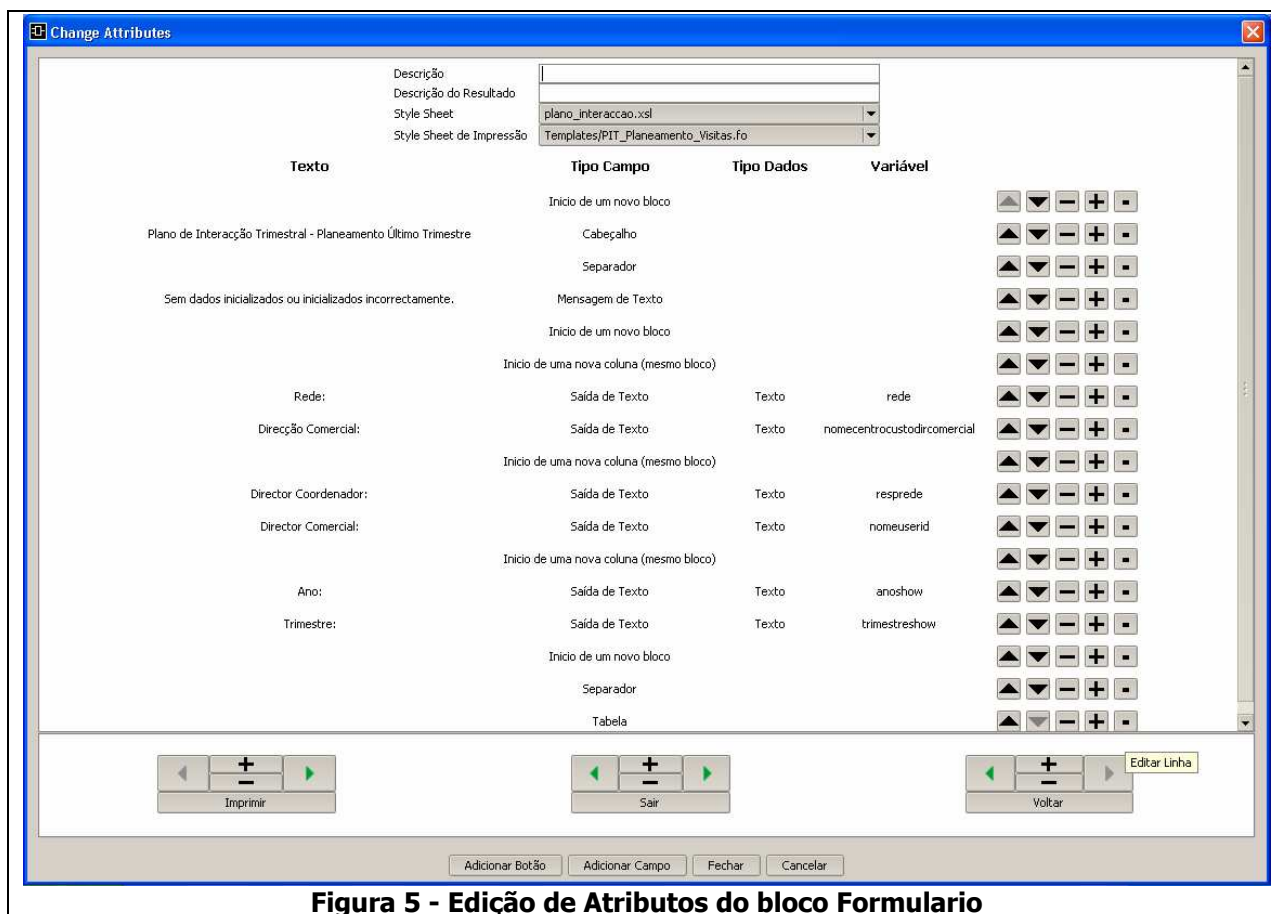 Change Attributes
Descrição
Descrição do Resultado
Style Sheet plano_interaccao.xsl
Style Sheet de Impressão Templates/PIT_Planeamento_Visitas.fo
Texto Tipo Campo Tipo Dados Variável
Inicio de um novo bloco
Plano de Interacção Trimestral - Planeamento Último Trimestre Cabeçalho
Separador
Sem dados inicializados ou inicializados incorrectamente. Mensagem de Texto
Inicio de um novo bloco
Inicio de uma nova coluna (mesmo bloco)
Rede: Saída de Texto Texto rede
Direcção Comercial: Saída de Texto Texto nomecentrocustodircomercial
Inicio de uma nova coluna (mesmo bloco)
Director Coordenador: Saída de Texto Texto resprede
Director Comercial: Saída de Texto Texto nomeuserid
Inicio de uma nova coluna (mesmo bloco)
Ano: Saída de Texto Texto anoshow
Trimestre: Saída de Texto Texto trimestreshow
Inicio de um novo bloco
Separador
Tabela
Editar Linha
Imprimir Sair Voltar
Adicionar Botão Adicionar Campo Fechar Cancelar
Figura 5 - Edição de Atributos do bloco Formulario